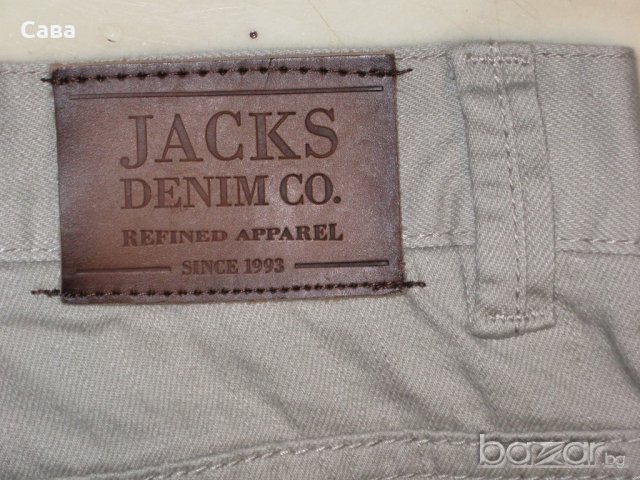 Сава
JACKS
DENIM CO.
REFINED APPAREL
SINCE 1993
bazar.bg